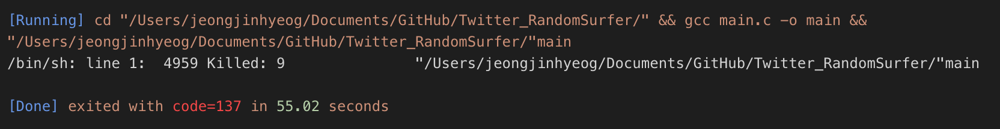 [Running] cd "/Users/jeongjinhyeog/Documents/GitHub/Twitter_RandomSurfer/" && gcc main.c -o main &&
"/Users/jeongjinhyeog/Documents/GitHub/Twitter_RandomSurfer/"main
/bin/sh: line 1:  4959 Killed: 9               "/Users/jeongjinhyeog/Documents/GitHub/Twitter_RandomSurfer/"main
[Done] exited with code=137 in 55.02 seconds